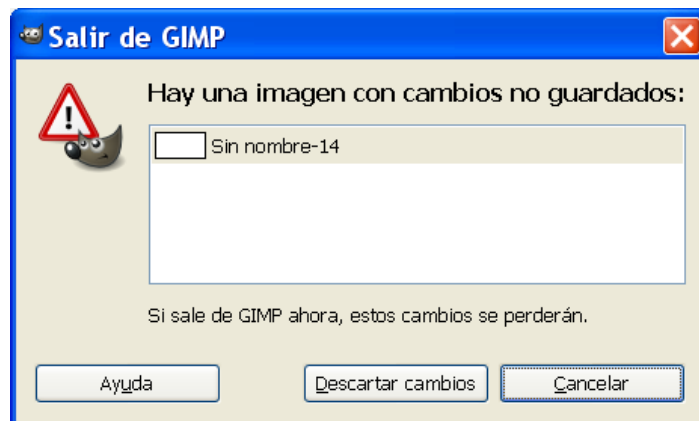 Salir de GIMP
Hay una imagen con cambios no guardados:
Sin nombre-14
Si sale de GIMP ahora, estos cambios se perderán.
Ayuda
Descartar cambios
Cancelar